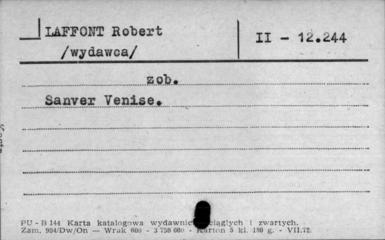 LAFFONT Robert
/wydawca/
II - 12.244
zob.
Sanver Venise.
PU - B 144 Karta katalogowa wydawnictw ciągłych i zwartych.
Zam. 904/Dw/On — Wrak 600 - 3 750 000 - Karton 3 kl. 180 g. - VII.72.